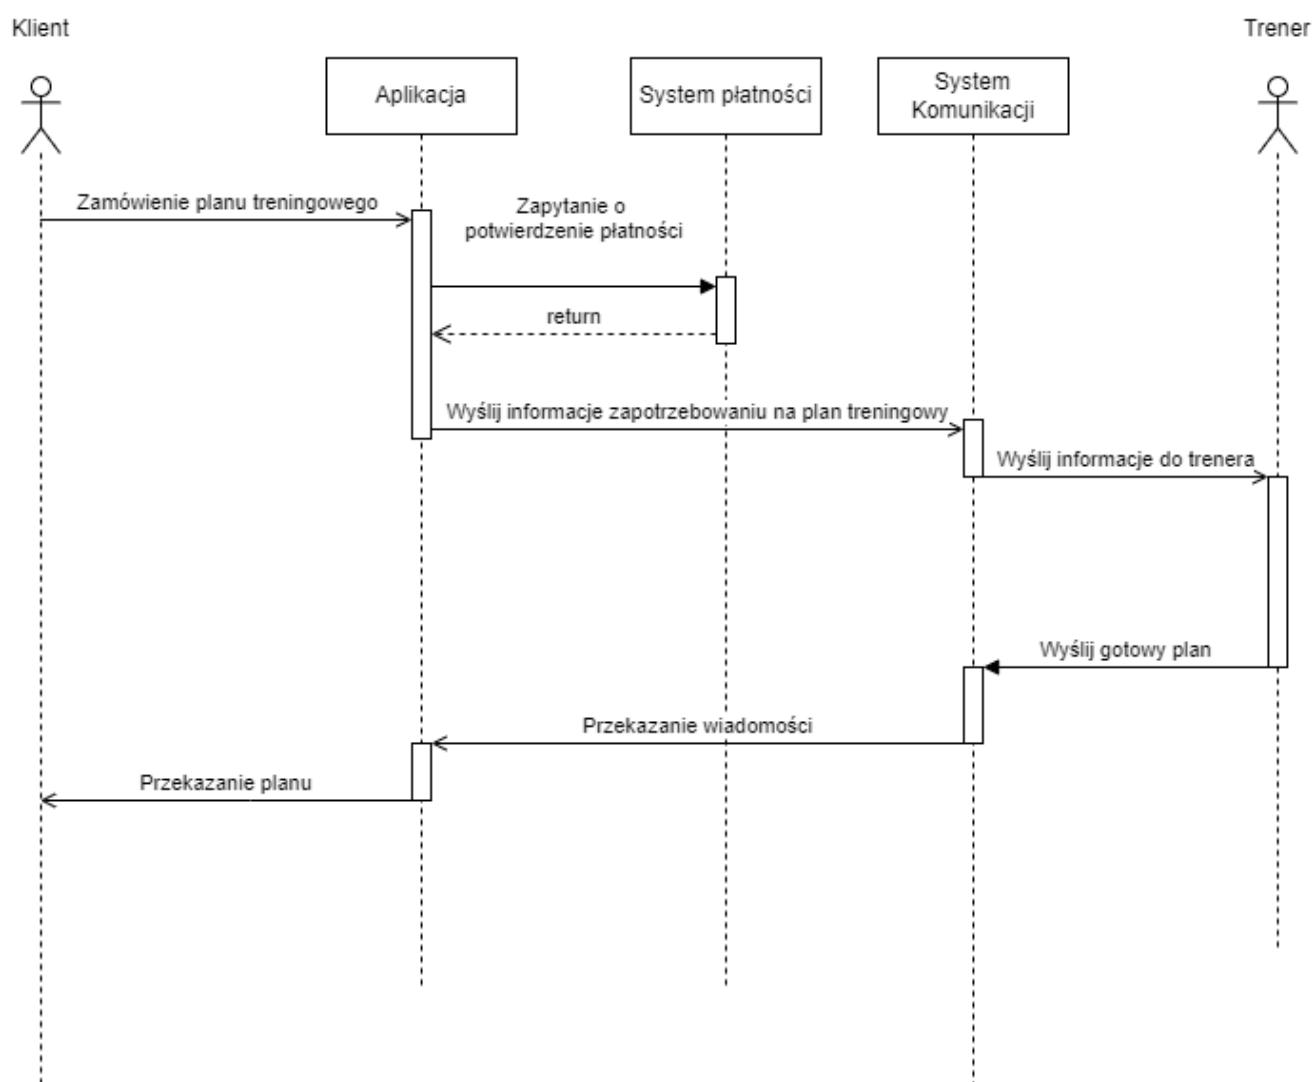 Klient
Trener
Aplikacja
System płatności
System
Komunikacji
Zamówienie planu treningowego
Zapytanie o
potwierdzenie płatności
return
Wyślij informacje zapotrzebowaniu na plan treningowy
Wyślij informacje do trenera
Wyślij gotowy plan
Przekazanie wiadomości
Przekazanie planu